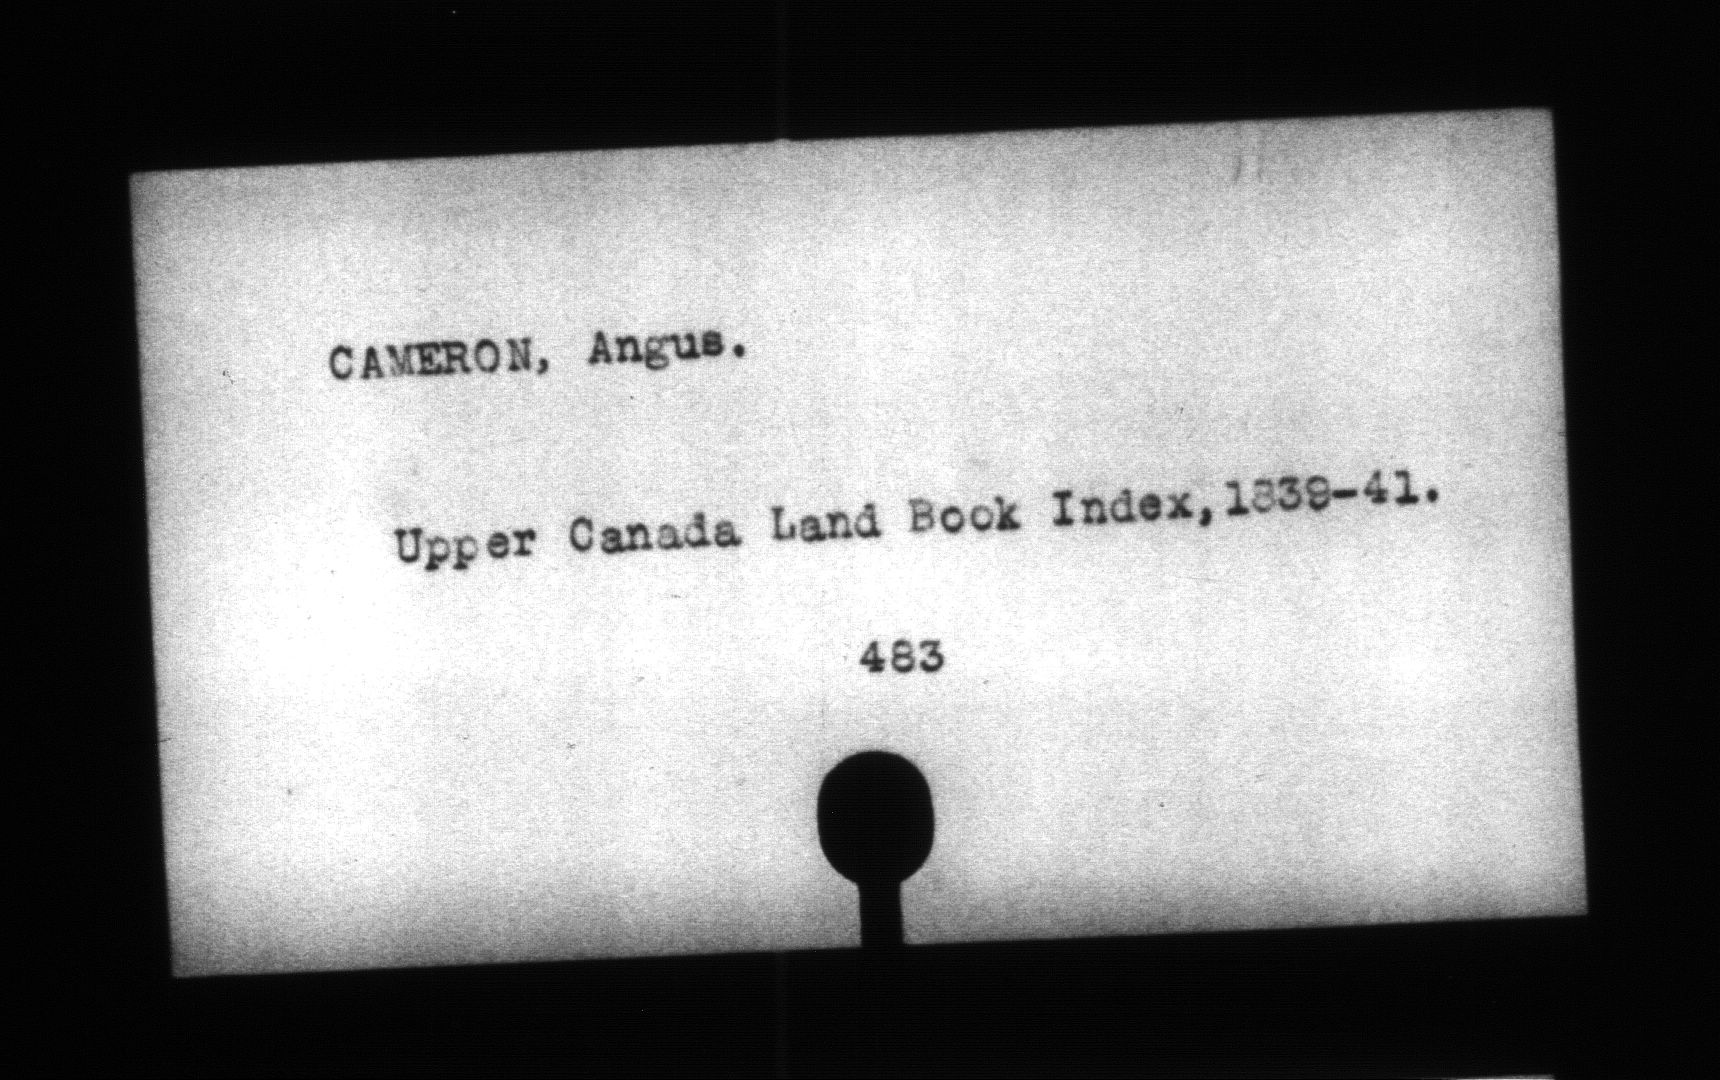 CAMERON, Angus.
Upper Canada Land Book Index,1839-41.
483